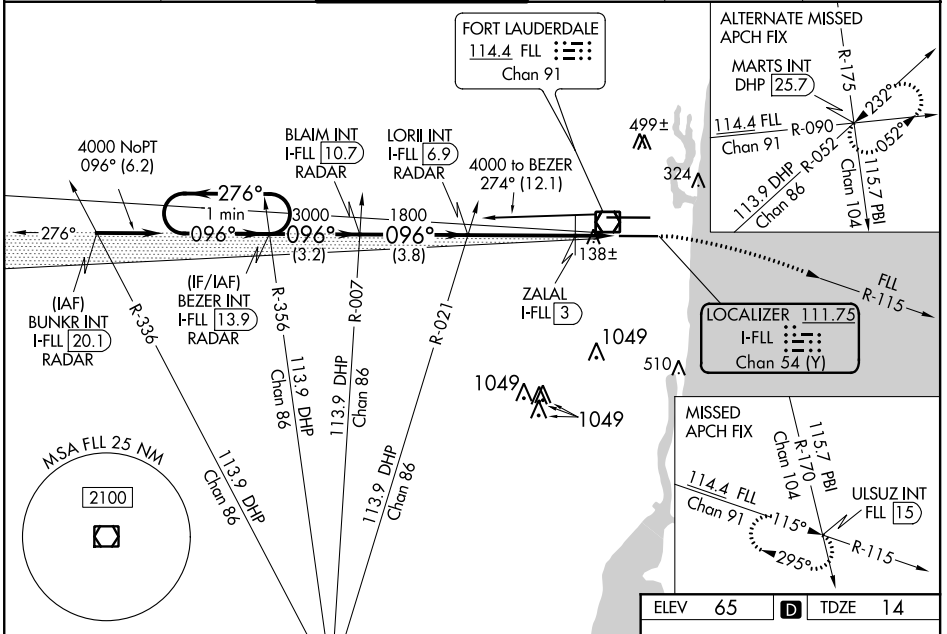 FORT LAUDERDALE
114.4 FLL
Chan 91
ALTERNATE MISSED
APCH FIX
MARTS INT
DHP 25.7
R-175
232°
052°
114.4 FLL R-090
Chan 91
R-052
113.9 DHP
Chan 86
115.7 PBI
Chan 104
4000 NoPT
096° (6.2)
BLAIM INT
I-FLL 10.7
RADAR
LORII INT
I-FLL 6.9
RADAR
4000 to BEZER
274° (12.1)
499±
324
276°
1 min
3000
1800
276°
096°
096°
096°
(3.2)
(3.8)
138±
(IAF)
BUNKR INT
I-FLL 20.1
RADAR
(IF/IAF)
BEZER INT
I-FLL 13.9
RADAR
R-336
R-356
R-007
R-021
ZALAL
I-FLL 3
FLL
R-115
LOCALIZER 111.75
I-FLL
Chan 54 (Y)
1049
510
1049
1049
113.9 DHP
Chan 86
113.9 DHP
Chan 86
113.9 DHP
Chan 86
113.9 DHP
Chan 86
MSA FLL 25 NM
2100
MISSED
APCH FIX
115.7 PBI
R-170
Chan 104
114.4 FLL
Chan 91
115°
295°
ULSUZ INT
FLL 15
R-115
ELEV 65 D TDZE 14